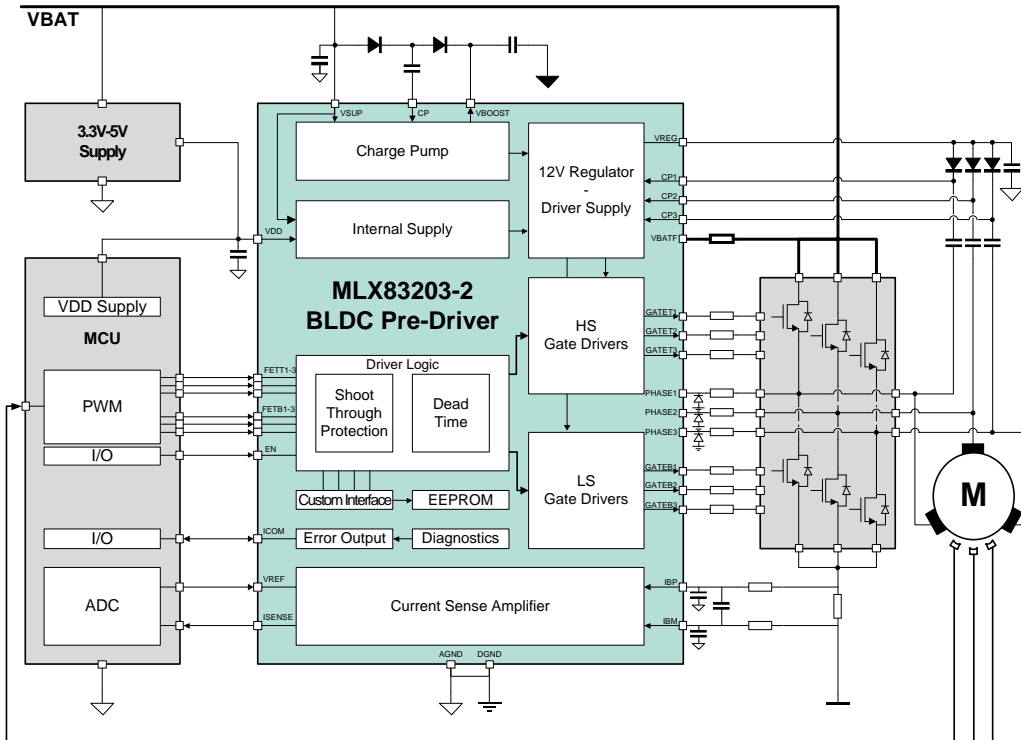 VBAT
3.3V-5V
Supply
VSUP
CP
VBOOST
Charge Pump
12V Regulator
-
Driver Supply
VREG
CP1
CP2
CP3
VBATF
VDD
Internal Supply
MLX83203-2
BLDC Pre-Driver
VDD Supply
MCU
PWM
I/O
I/O
ADC
FETT1-3
FETB1-3
EN
ICOM
VREF
ISENSE
Driver Logic
Shoot
Through
Protection
Dead
Time
HS
Gate Drivers
GATET1
GATET2
GATET3
PHASE1
PHASE2
PHASE3
LS
Gate Drivers
GATEB1
GATEB2
GATEB3
Custom Interface
EEPROM
Error Output
Diagnostics
Current Sense Amplifier
IBP
IBM
AGND
DGND
M